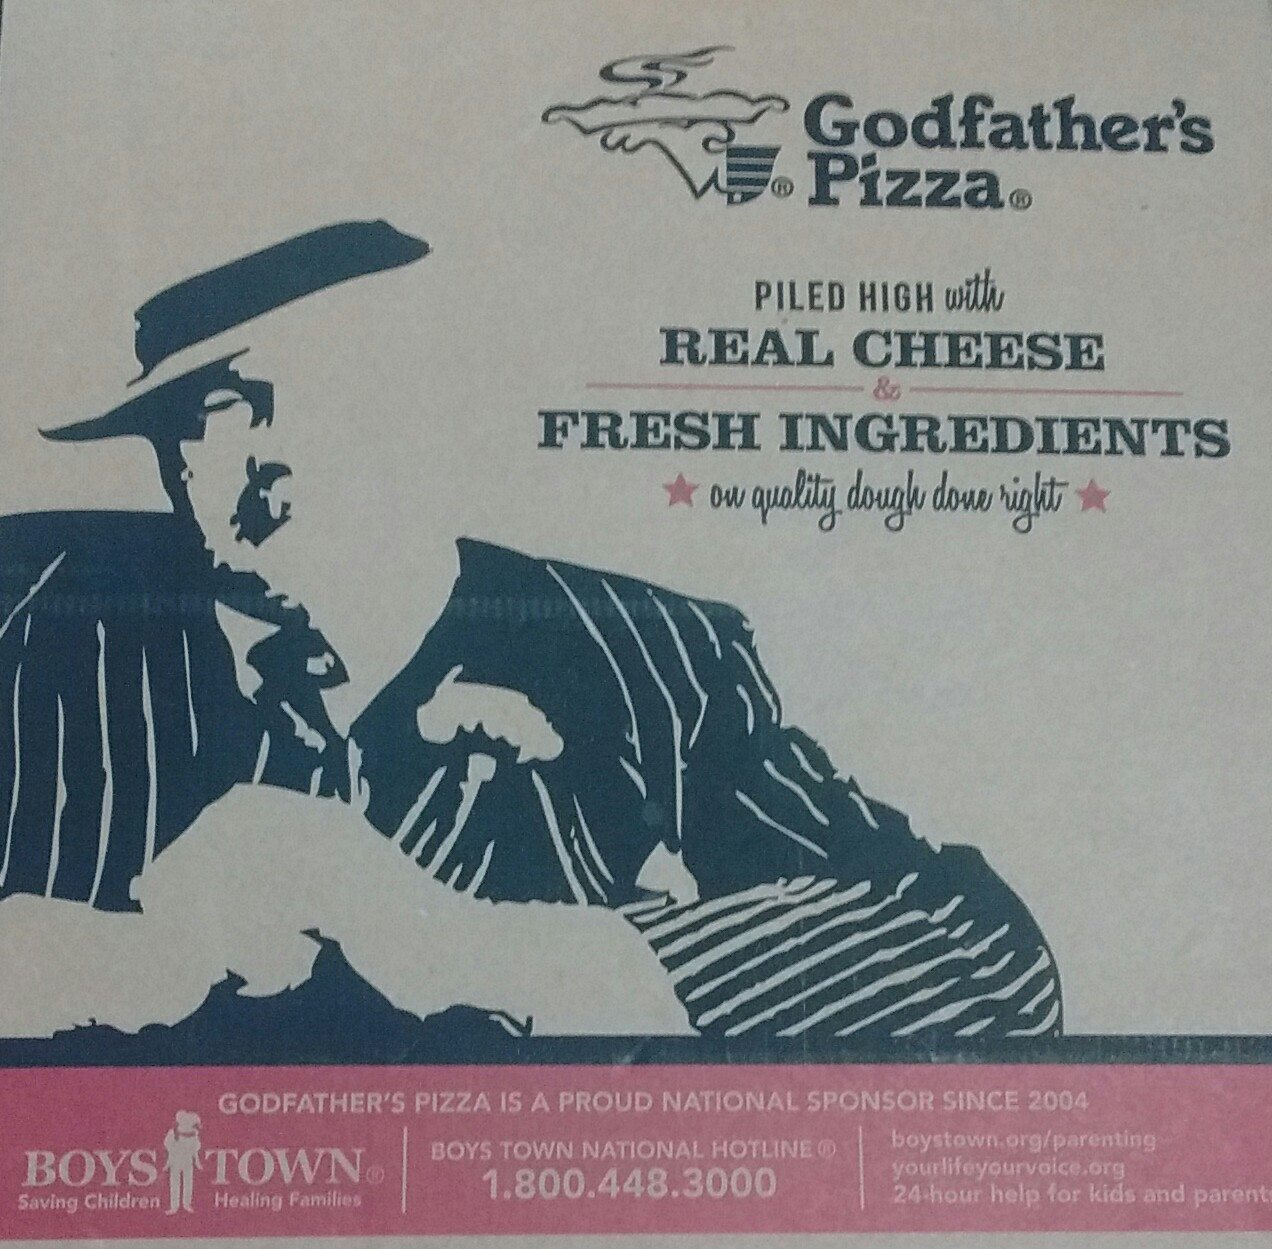 Godfather's
Pizza®
®
PILED HIGH with
REAL CHEESE
&
FRESH INGREDIENTS
on quality dough done right
GODFATHER'S PIZZA IS A PROUD NATIONAL SPONSOR SINCE 2004
BOYS TOWN®
Saving Children Healing Families
BOYS TOWN NATIONAL HOTLINE®
1.800.448.3000
boystown.org/parenting
yourlifeyourvoice.org
24-hour help for kids and parents